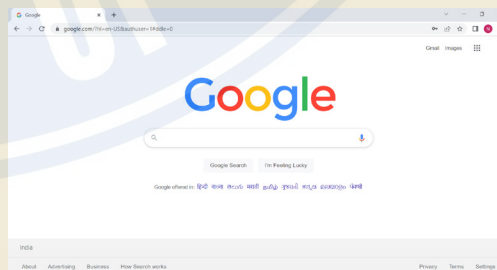 Google
google.com/?hl=en-US&authuser=1#ddle=0
Gmail Images
Google
Google Search I'm Feeling Lucky
Google offered in: हिन्दी বাংলা తెలుగు मराठी தமிழ் ગુજરાતી ಕನ್ನಡ മലയാളം ਪੰਜਾਬੀ
India
About Advertising Business How Search works
Privacy Terms Settings